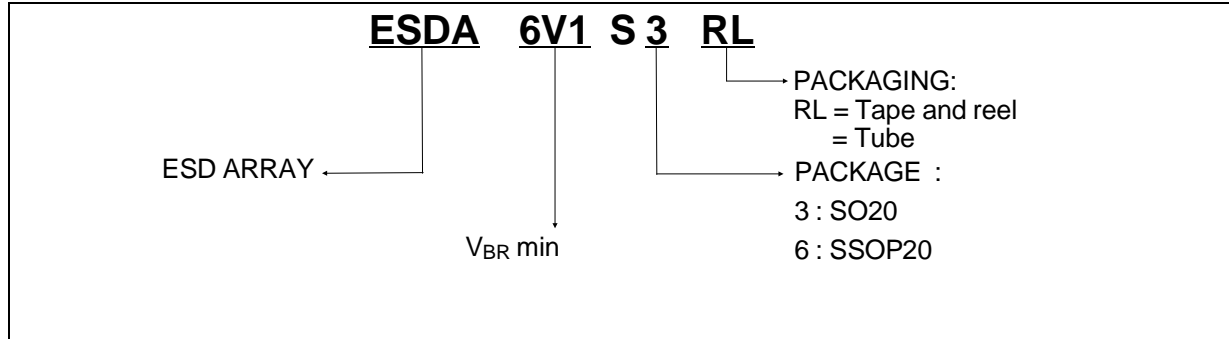 ESDA 6V1 S 3 RL
PACKAGING:
RL = Tape and reel
= Tube
ESD ARRAY
PACKAGE :
3 : SO20
VBR min
6 : SSOP20